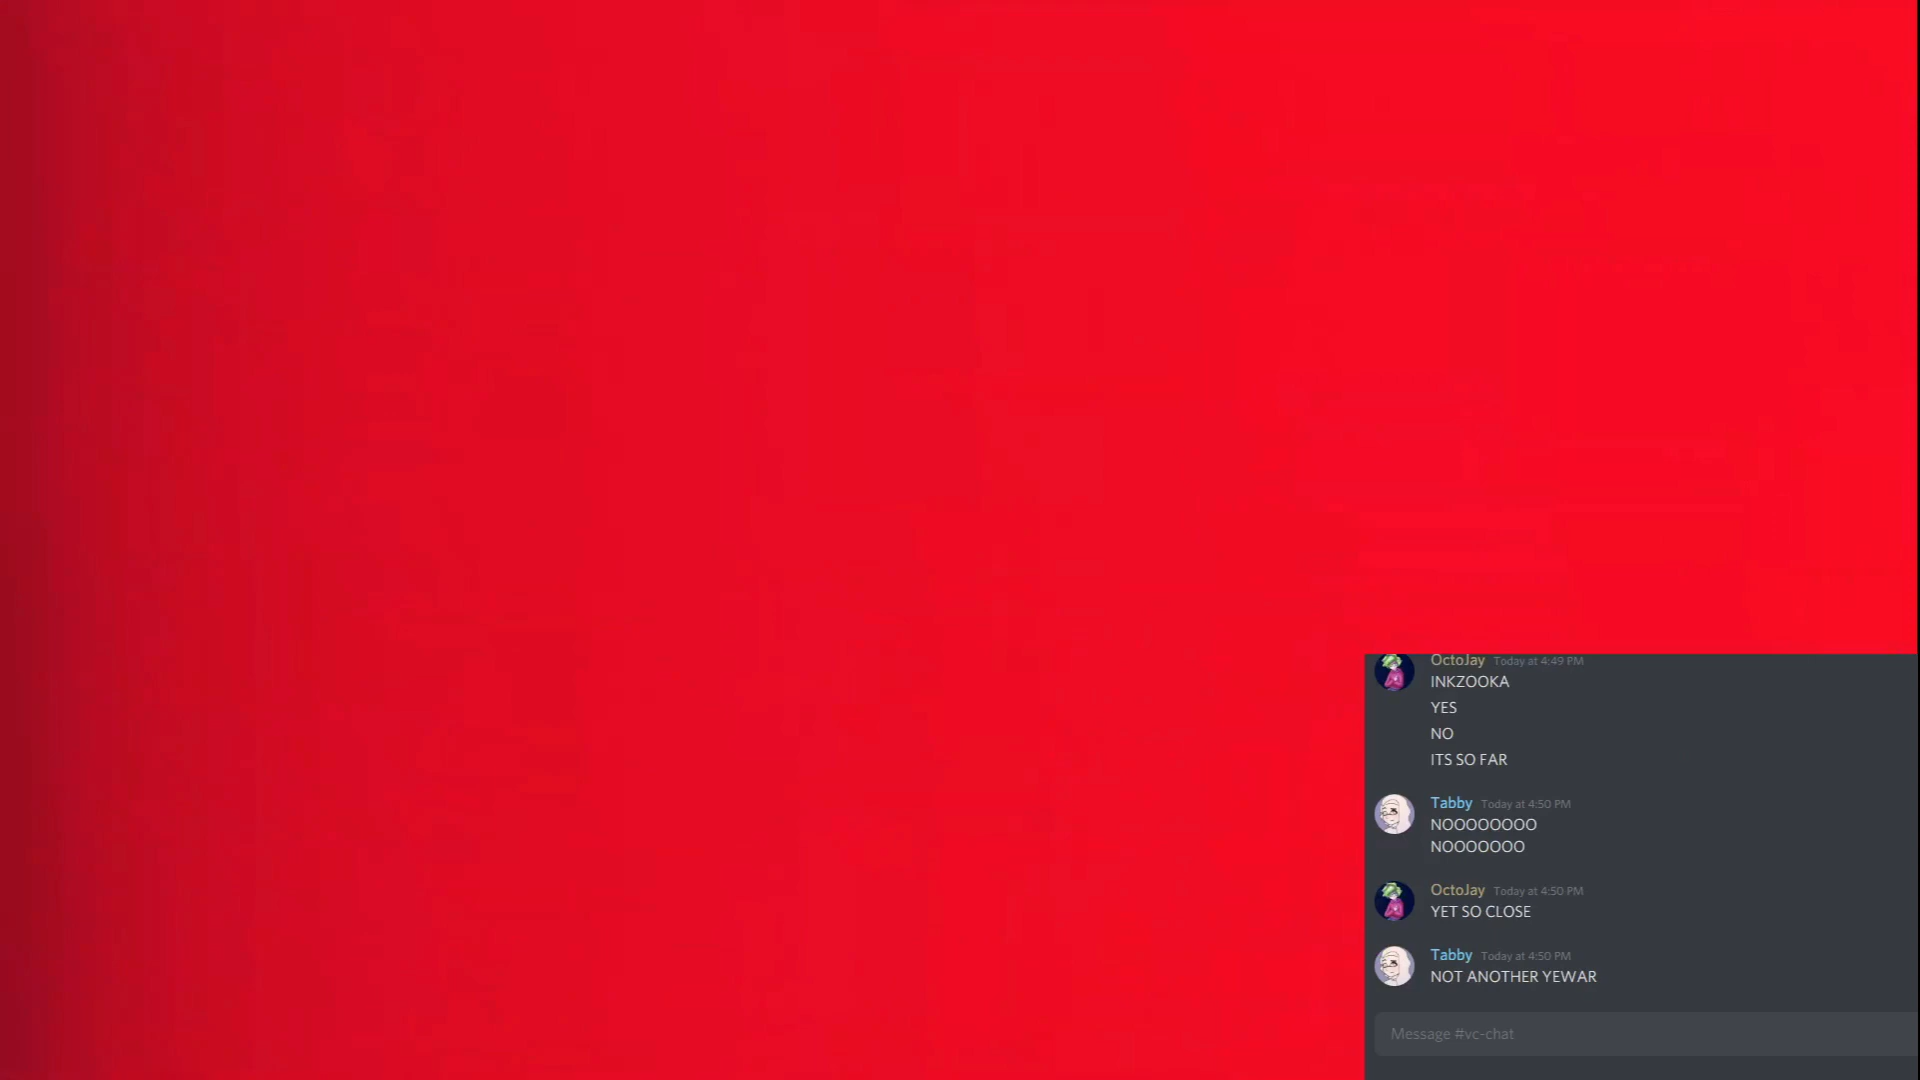 OctoJay Today at 4:49 PM
INKZOOKA
YES
NO
ITS SO FAR
Tabby Today at 4:50 PM
NOOOOOOOO
NOOOOOOO
OctoJay Today at 4:50 PM
YET SO CLOSE
Tabby Today at 4:50 PM
NOT ANOTHER YEWAR
Message #vc-chat